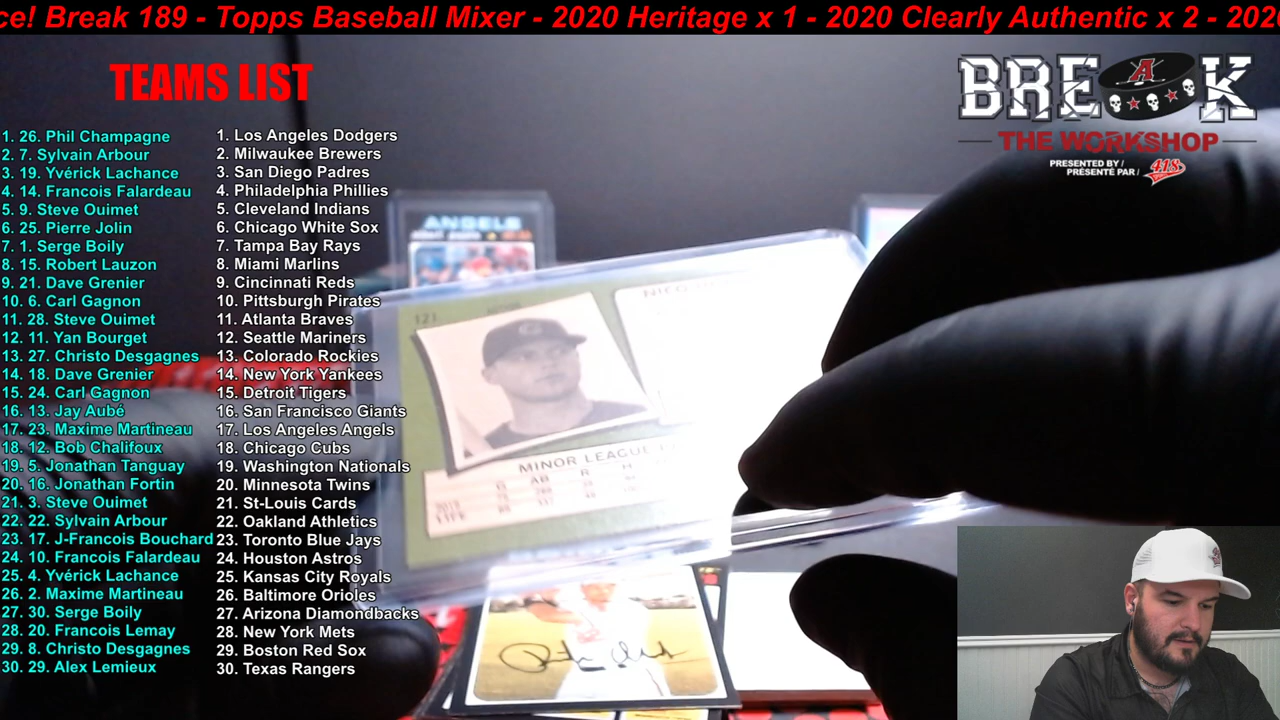 ce! Break 189 - Topps Baseball Mixer - 2020 Heritage x 1 - 2020 Clearly Authentic x 2 - 202
TEAMS LIST
BREAK
THE WORKSHOP
PRESENTED BY /
PRÉSENTÉ PAR /
418
1. 26. Phil Champagne
2. 7. Sylvain Arbour
3. 19. Yvérick Lachance
4. 14. Francois Falardeau
5. 9. Steve Ouimet
6. 25. Pierre Jolin
7. 1. Serge Boily
8. 15. Robert Lauzon
9. 21. Dave Grenier
10. 6. Carl Gagnon
11. 28. Steve Ouimet
12. 11. Yan Bourget
13. 27. Christo Desgagnes
14. 18. Dave Grenier
15. 24. Carl Gagnon
16. 13. Jay Aubé
17. 23. Maxime Martineau
18. 12. Bob Chalifoux
19. 5. Jonathan Tanguay
20. 16. Jonathan Fortin
21. 3. Steve Ouimet
22. 22. Sylvain Arbour
23. 17. J-Francois Bouchard
24. 10. Francois Falardeau
25. 4. Yvérick Lachance
26. 2. Maxime Martineau
27. 30. Serge Boily
28. 20. Francois Lemay
29. 8. Christo Desgagnes
30. 29. Alex Lemieux
1. Los Angeles Dodgers
2. Milwaukee Brewers
3. San Diego Padres
4. Philadelphia Phillies
5. Cleveland Indians
6. Chicago White Sox
7. Tampa Bay Rays
8. Miami Marlins
9. Cincinnati Reds
10. Pittsburgh Pirates
11. Atlanta Braves
12. Seattle Mariners
13. Colorado Rockies
14. New York Yankees
15. Detroit Tigers
16. San Francisco Giants
17. Los Angeles Angels
18. Chicago Cubs
19. Washington Nationals
20. Minnesota Twins
21. St-Louis Cards
22. Oakland Athletics
23. Toronto Blue Jays
24. Houston Astros
25. Kansas City Royals
26. Baltimore Orioles
27. Arizona Diamondbacks
28. New York Mets
29. Boston Red Sox
30. Texas Rangers
ANGELS
121
NICO
MINOR LEAGUE
G AB R H